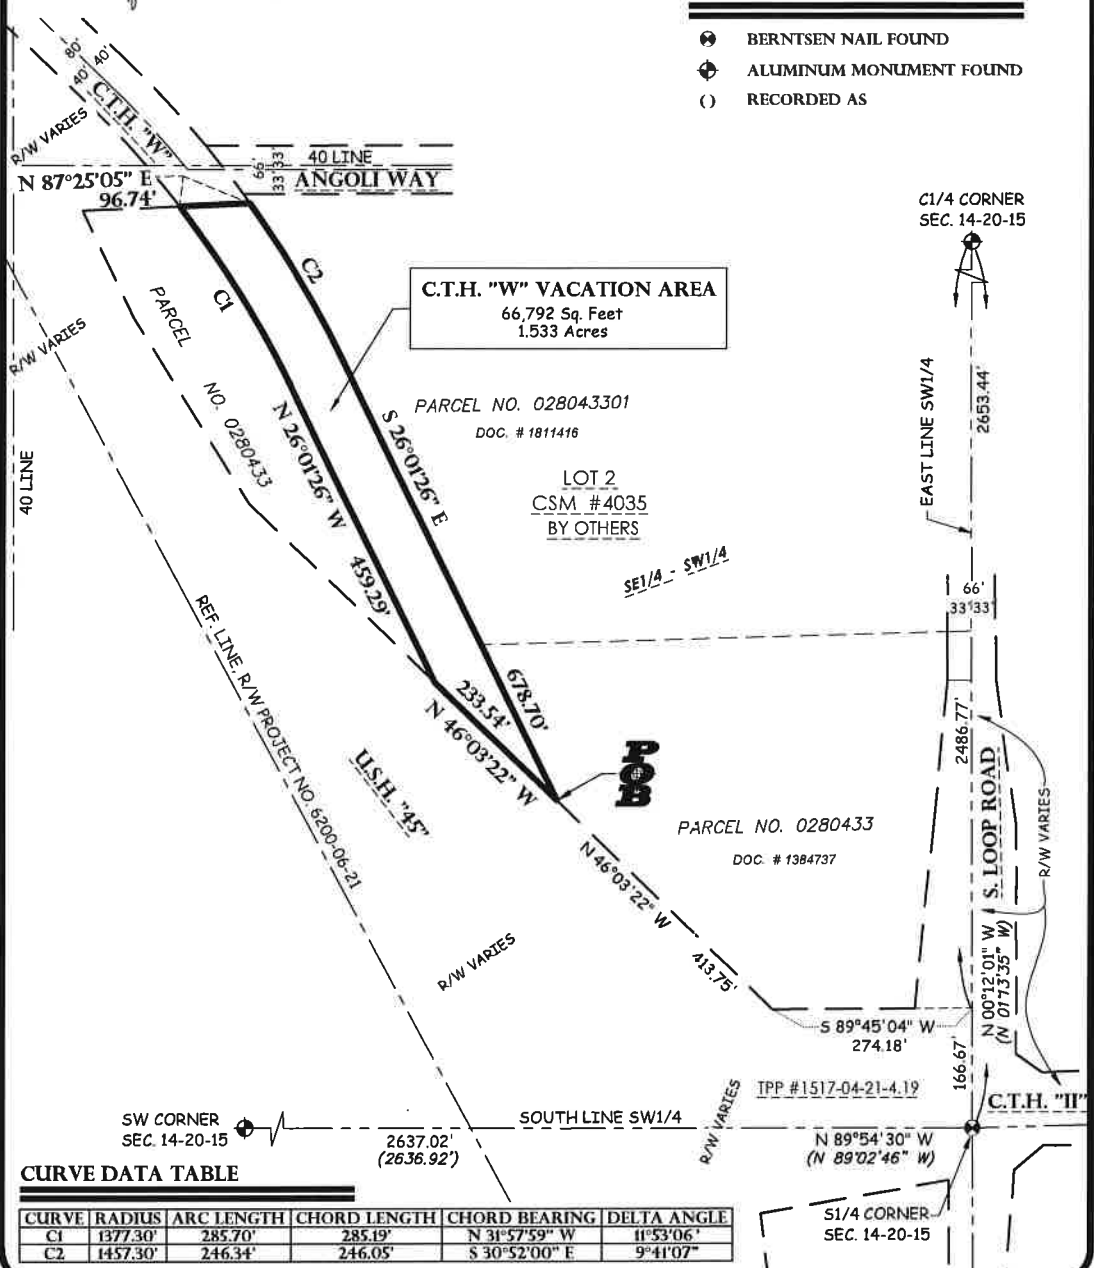 BERNTSEN NAIL FOUND
ALUMINUM MONUMENT FOUND
( ) RECORDED AS
80'
40'
40'
C.T.H. "W"
R/W VARIES
40 LINE
66'
33'33'
ANGOLI WAY
N 87°25'05" E
96.74'
C1/4 CORNER
SEC. 14-20-15
C2
C1
C.T.H. "W" VACATION AREA
66,792 Sq. Feet
1.533 Acres
PARCEL
NO. 0280433
R/W VARIES
40 LINE
PARCEL NO. 028043301
DOC. # 1811416
N 26°01'26" W
459.29'
S 26°01'26" E
678.70'
LOT 2
CSM #4035
BY OTHERS
SE1/4 - SW1/4
EAST LINE SW1/4
2653.44'
66'
33'33'
REF. LINE, R/W PROJECT NO. 6200-06-21
233.54'
N 46°03'22" W
U.S.H. "45"
POB
2486.77'
S. LOOP ROAD
R/W VARIES
PARCEL NO. 0280433
DOC. # 1384737
N 46°03'22" W
413.75'
R/W VARIES
N 00°12'01" W
(N 01°13'35" W)
S 89°45'04" W
274.18'
166.67'
TPP #1517-04-21-4.19
C.T.H. "II"
R/W VARIES
SW CORNER
SEC. 14-20-15
SOUTH LINE SW1/4
2637.02'
(2636.92')
N 89°54'30" W
(N 89°02'46" W)
S1/4 CORNER
SEC. 14-20-15
CURVE DATA TABLE
CURVE RADIUS ARC LENGTH CHORD LENGTH CHORD BEARING DELTA ANGLE
C1 1377.30' 285.70' 285.19' N 31°57'59" W 11°53'06"
C2 1457.30' 246.34' 246.05' S 30°52'00" E 9°41'07"